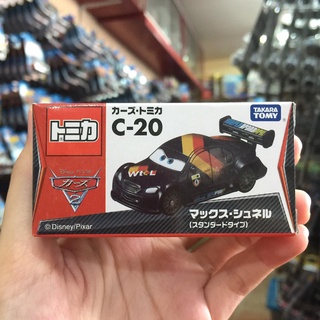 カーズ・トミカ
トミカ
C-20
TAKARA
TOMY
カーズ
2
マックス・シュネル
(スタンダードタイプ)
©Disney/Pixar